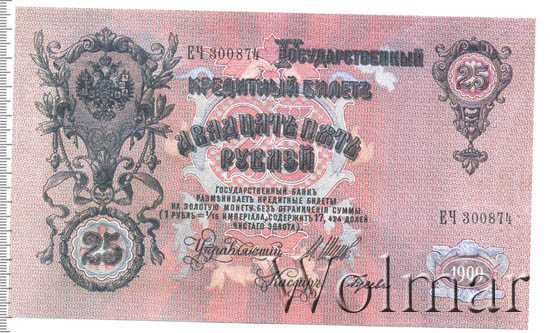 ЕЧ 300874
Государственный
25
Кредитный Билетъ
Двадцать пять
рублей
Государственный банкъ
размѣниваетъ кредитные билеты
на золотую монету безъ ограниченія суммы
(1 рубль = 1/15 имперіала, содержитъ 17,424 долей
чистаго золота)
ЕЧ 300874
25
Управляющій
Кассиръ
1909
Wolmar